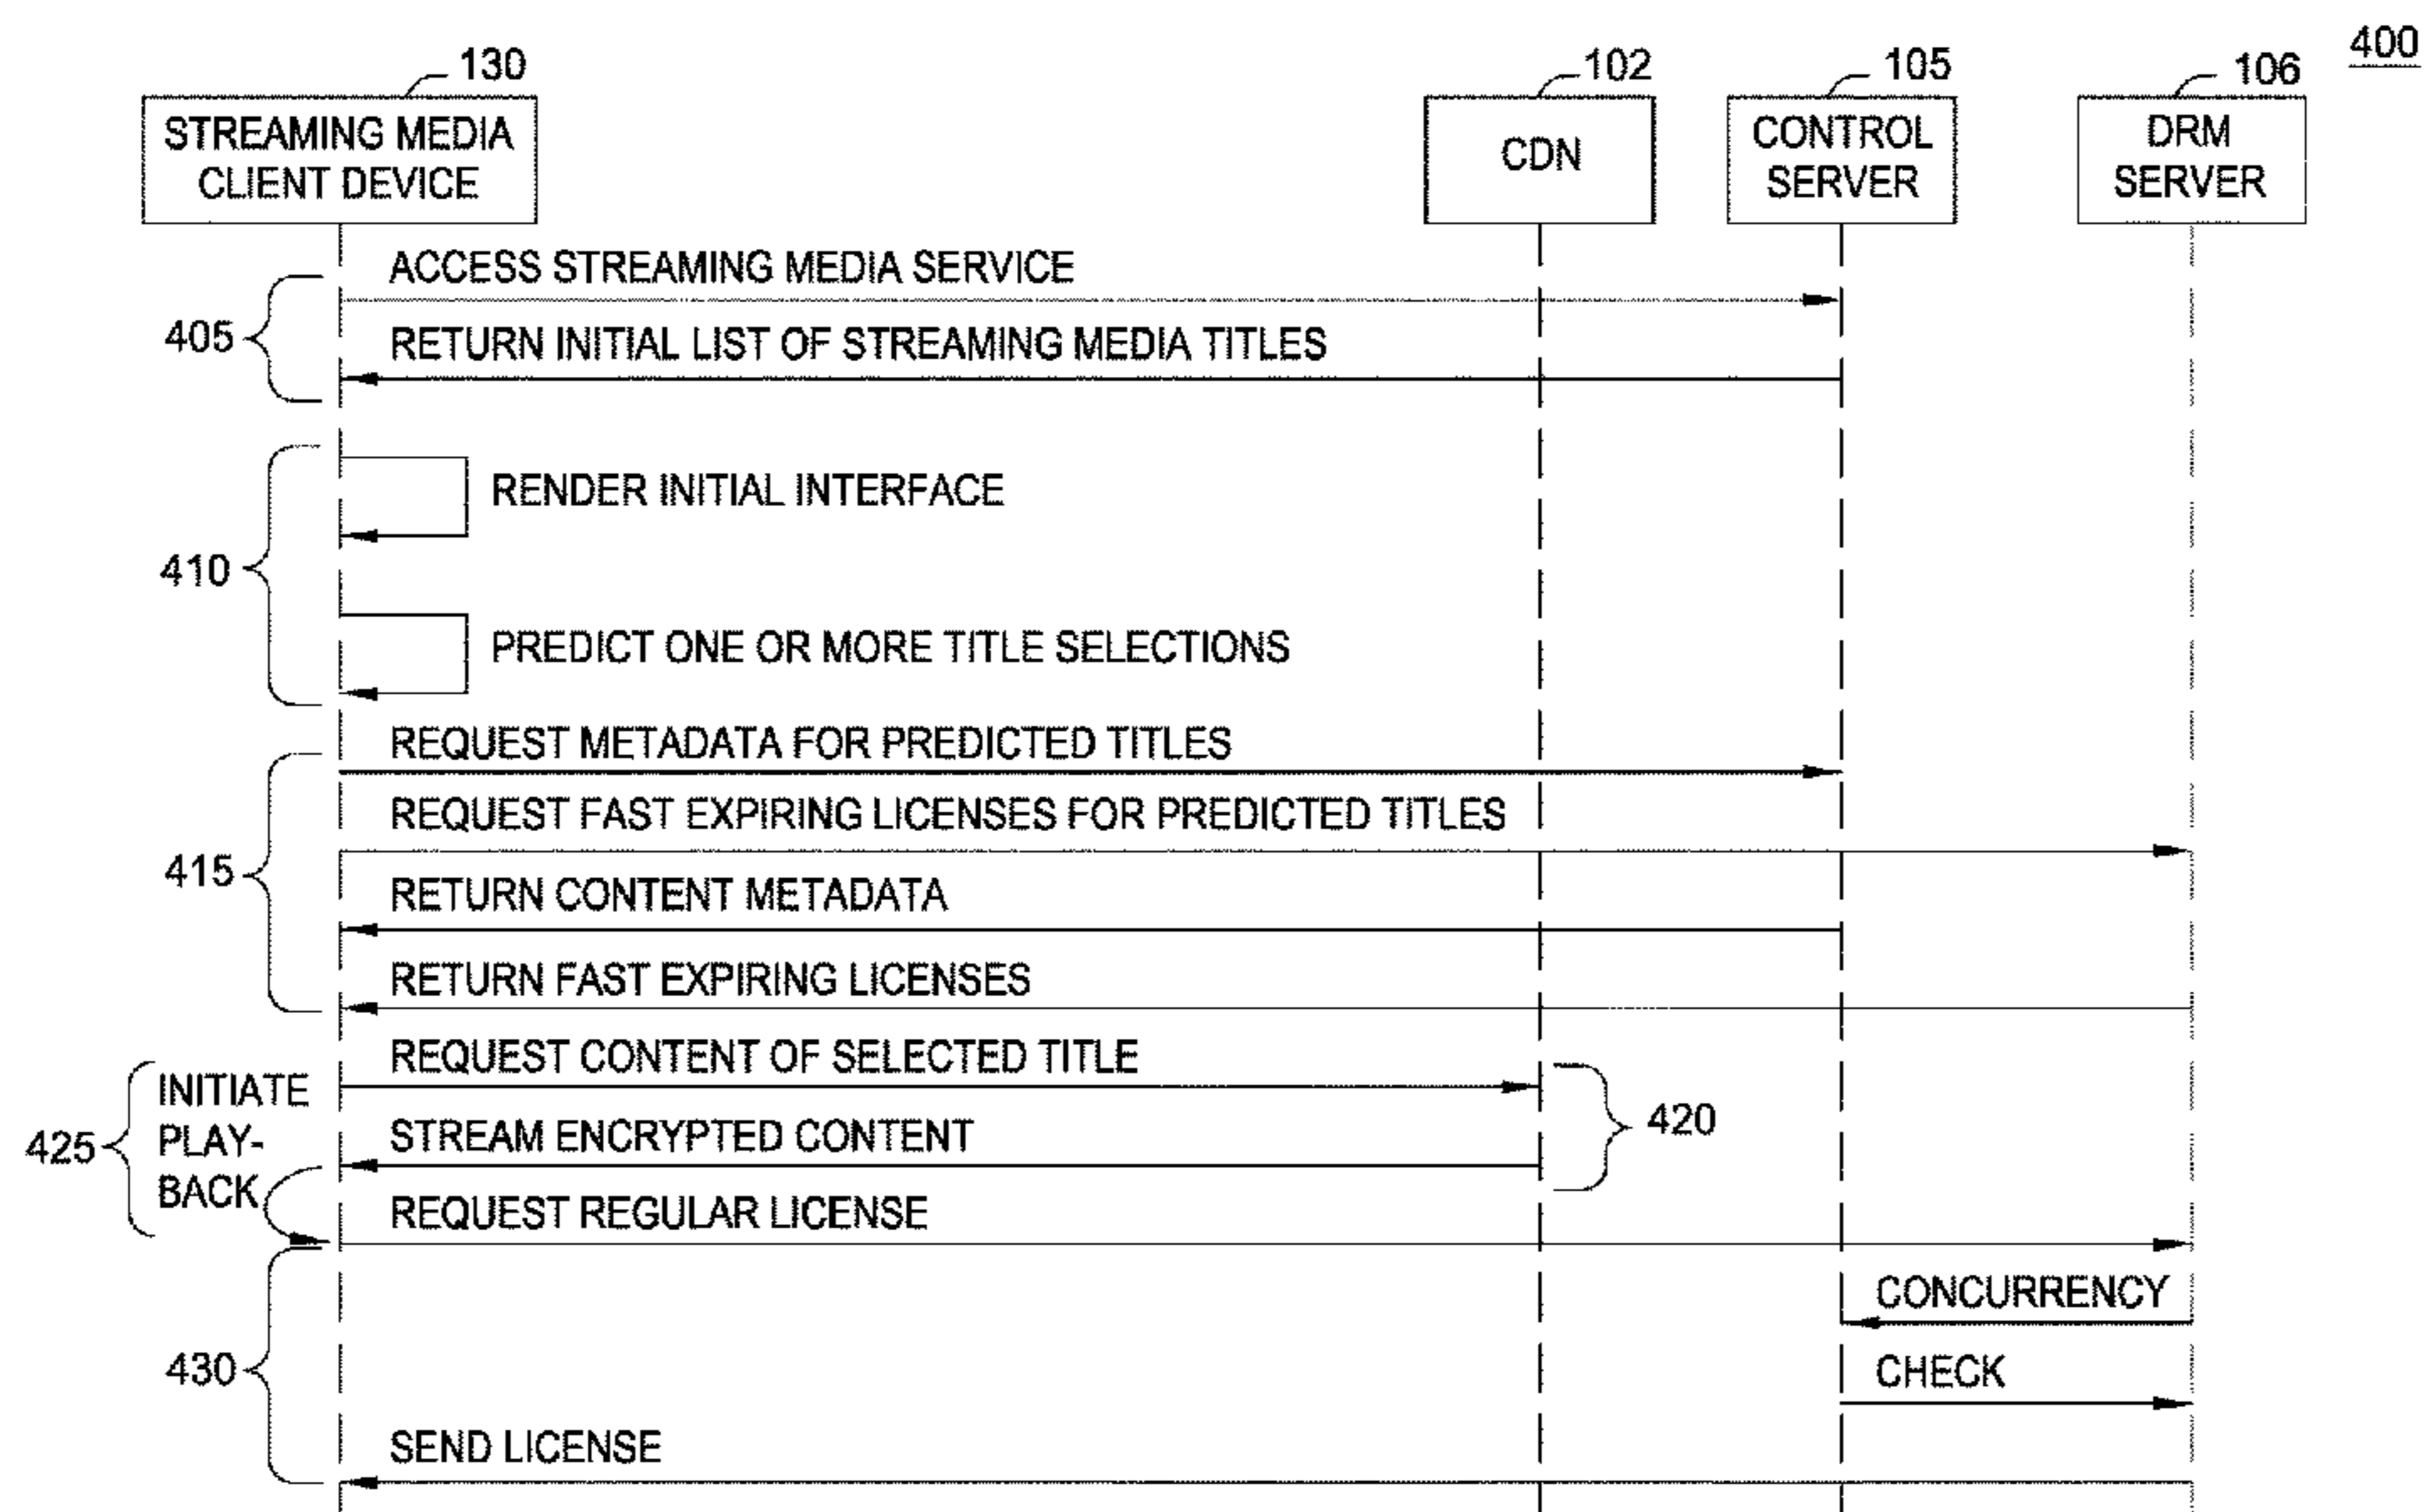 400
130
102
105
106
STREAMING MEDIA
CLIENT DEVICE
CDN
CONTROL
SERVER
DRM
SERVER
ACCESS STREAMING MEDIA SERVICE
405
RETURN INITIAL LIST OF STREAMING MEDIA TITLES
RENDER INITIAL INTERFACE
410
PREDICT ONE OR MORE TITLE SELECTIONS
REQUEST METADATA FOR PREDICTED TITLES
REQUEST FAST EXPIRING LICENSES FOR PREDICTED TITLES
415
RETURN CONTENT METADATA
RETURN FAST EXPIRING LICENSES
REQUEST CONTENT OF SELECTED TITLE
425
INITIATE
PLAY-
BACK
420
STREAM ENCRYPTED CONTENT
REQUEST REGULAR LICENSE
CONCURRENCY
430
CHECK
SEND LICENSE